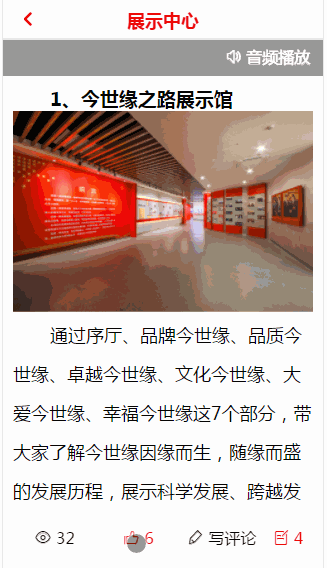 展示中心
音频播放
1、今世缘之路展示馆
前言
通过序厅、品牌今世缘、品质今
世缘、卓越今世缘、文化今世缘、大
爱今世缘、幸福今世缘这7个部分，带
大家了解今世缘因缘而生，随缘而盛
的发展历程，展示科学发展、跨越发
32 6 写评论 4